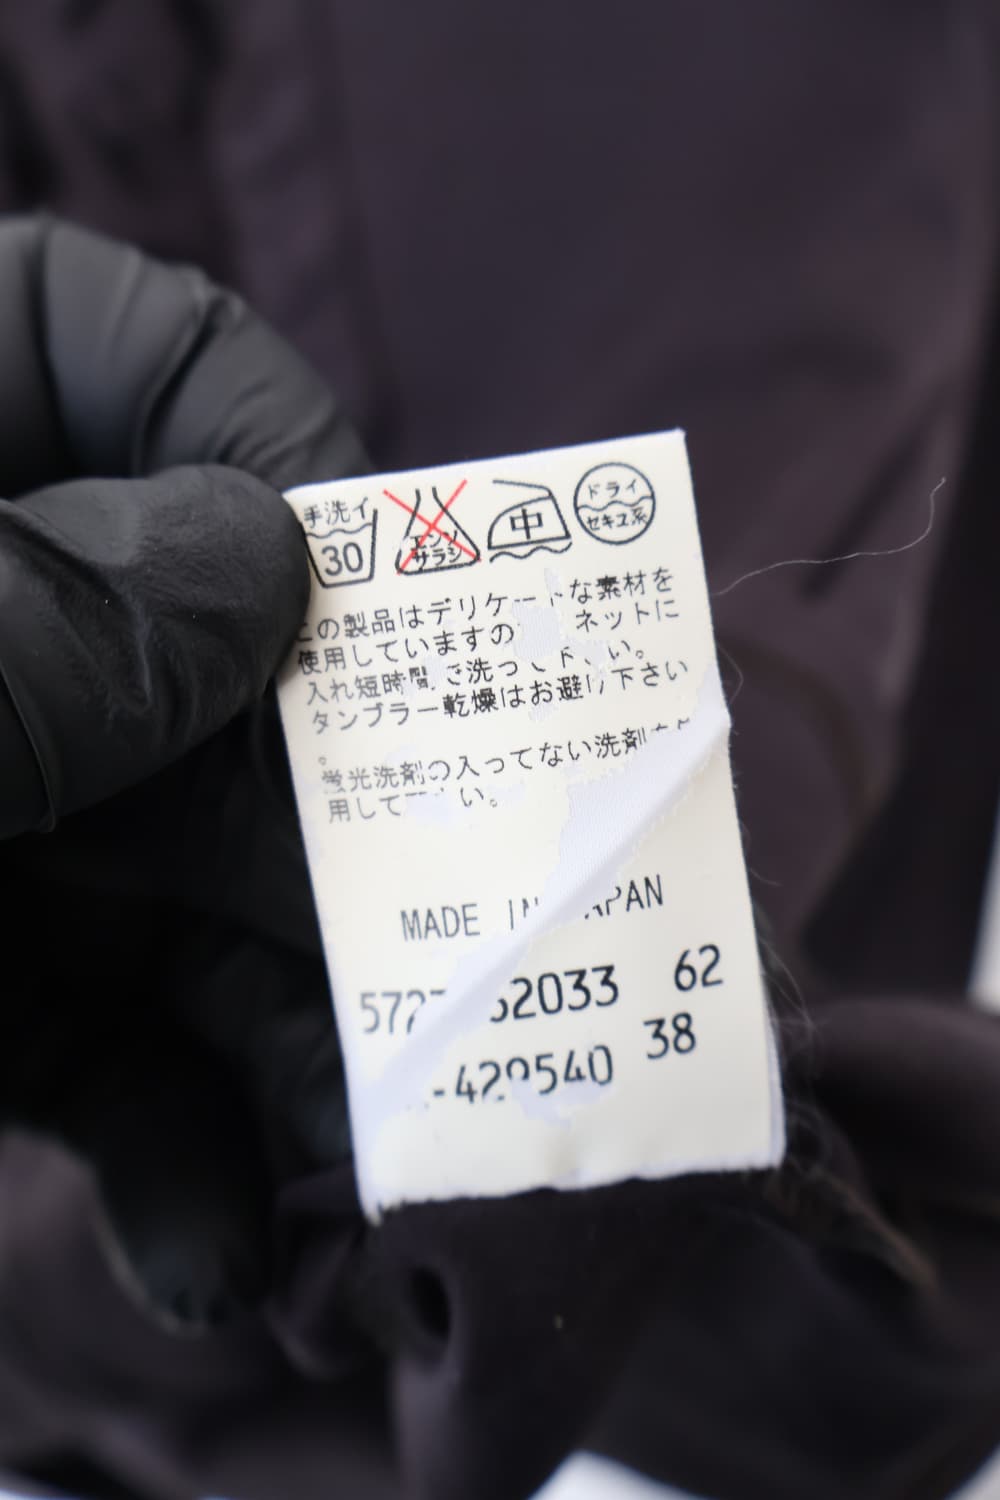 手洗イ
30
エンソ
サラシ
中
ドライ
セキユ系
の製品はデリケートな素材を
使用していますの ネットに
入れ短時間 洗って下 い。
タンブラー乾燥はお避け下さい
。
蛍光洗剤の入ってない洗剤
用して い。
MADE IN JAPAN
2033 62
38